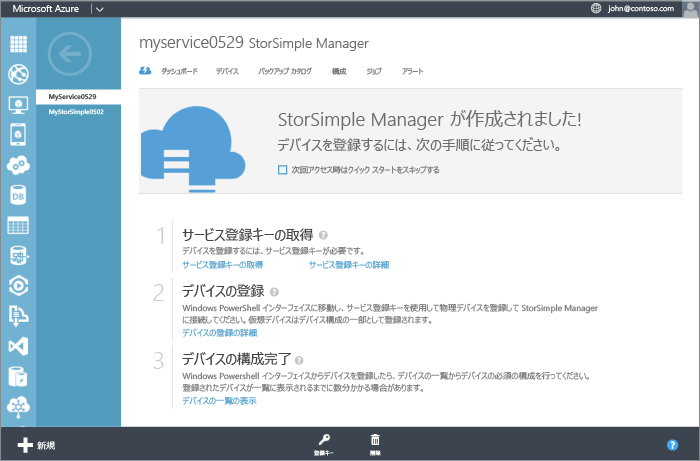 Microsoft Azure
john@contoso.com
MyService0529
MyStorSimple0502
myservice0529 StorSimple Manager
ダッシュボード デバイス バックアップ カタログ 構成 ジョブ アラート
StorSimple Manager が作成されました!
デバイスを登録するには、次の手順に従ってください。
次回アクセス時はクイック スタートをスキップする
1 サービス登録キーの取得 ?
デバイスを登録するには、サービス登録キーが必要です。
サービス登録キーの取得 サービス登録キーの詳細
2 デバイスの登録 ?
Windows PowerShell インターフェイスに移動し、サービス登録キーを使用して物理デバイスを登録して StorSimple Manager
に接続してください。仮想デバイスはデバイス構成の一部として登録されます。
デバイスの登録の詳細
3 デバイスの構成完了 ?
Windows Powershell インターフェイスからデバイスを登録したら、デバイスの一覧からデバイスの必須の構成を行ってください。
登録されたデバイスが一覧に表示されるまでに数分かかる場合があります。
デバイスの一覧の表示
DB
新規
登録キー
削除
?